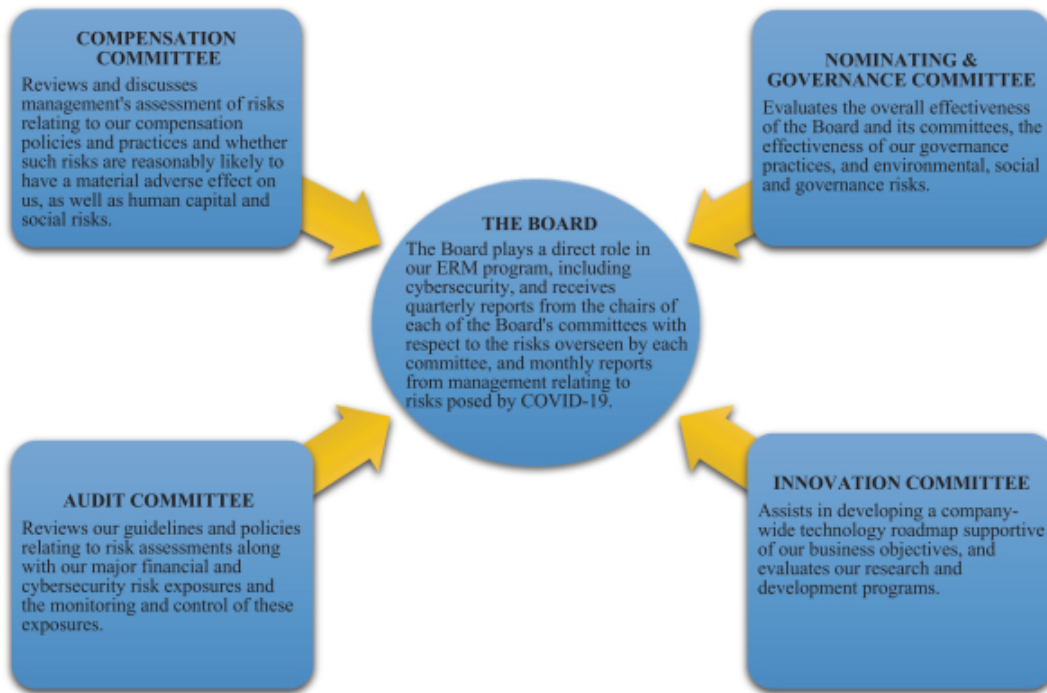 COMPENSATION
COMMITTEE
Reviews and discusses
management's assessment of risks
relating to our compensation
policies and practices and whether
such risks are reasonably likely to
have a material adverse effect on
us, as well as human capital and
social risks.
NOMINATING &
GOVERNANCE COMMITTEE
Evaluates the overall effectiveness
of the Board and its committees, the
effectiveness of our governance
practices, and environmental, social
and governance risks.
THE BOARD
The Board plays a direct role in
our ERM program, including
cybersecurity, and receives
quarterly reports from the chairs of
each of the Board's committees with
respect to the risks overseen by each
committee, and monthly reports
from management relating to
risks posed by COVID-19.
AUDIT COMMITTEE
Reviews our guidelines and policies
relating to risk assessments along
with our major financial and
cybersecurity risk exposures and
the monitoring and control of these
exposures.
INNOVATION COMMITTEE
Assists in developing a company-
wide technology roadmap supportive
of our business objectives, and
evaluates our research and
development programs.